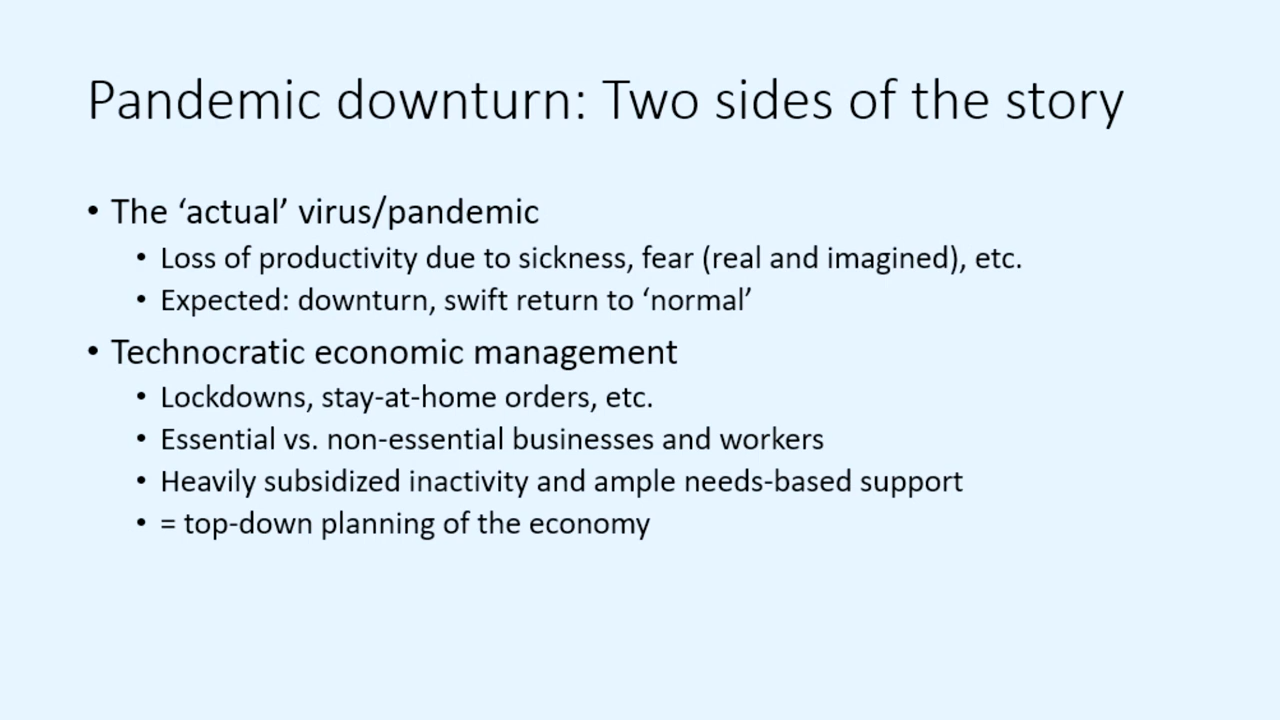 Pandemic downturn: Two sides of the story
• The ‘actual’ virus/pandemic
• Loss of productivity due to sickness, fear (real and imagined), etc.
• Expected: downturn, swift return to ‘normal’
• Technocratic economic management
• Lockdowns, stay-at-home orders, etc.
• Essential vs. non-essential businesses and workers
• Heavily subsidized inactivity and ample needs-based support
• = top-down planning of the economy